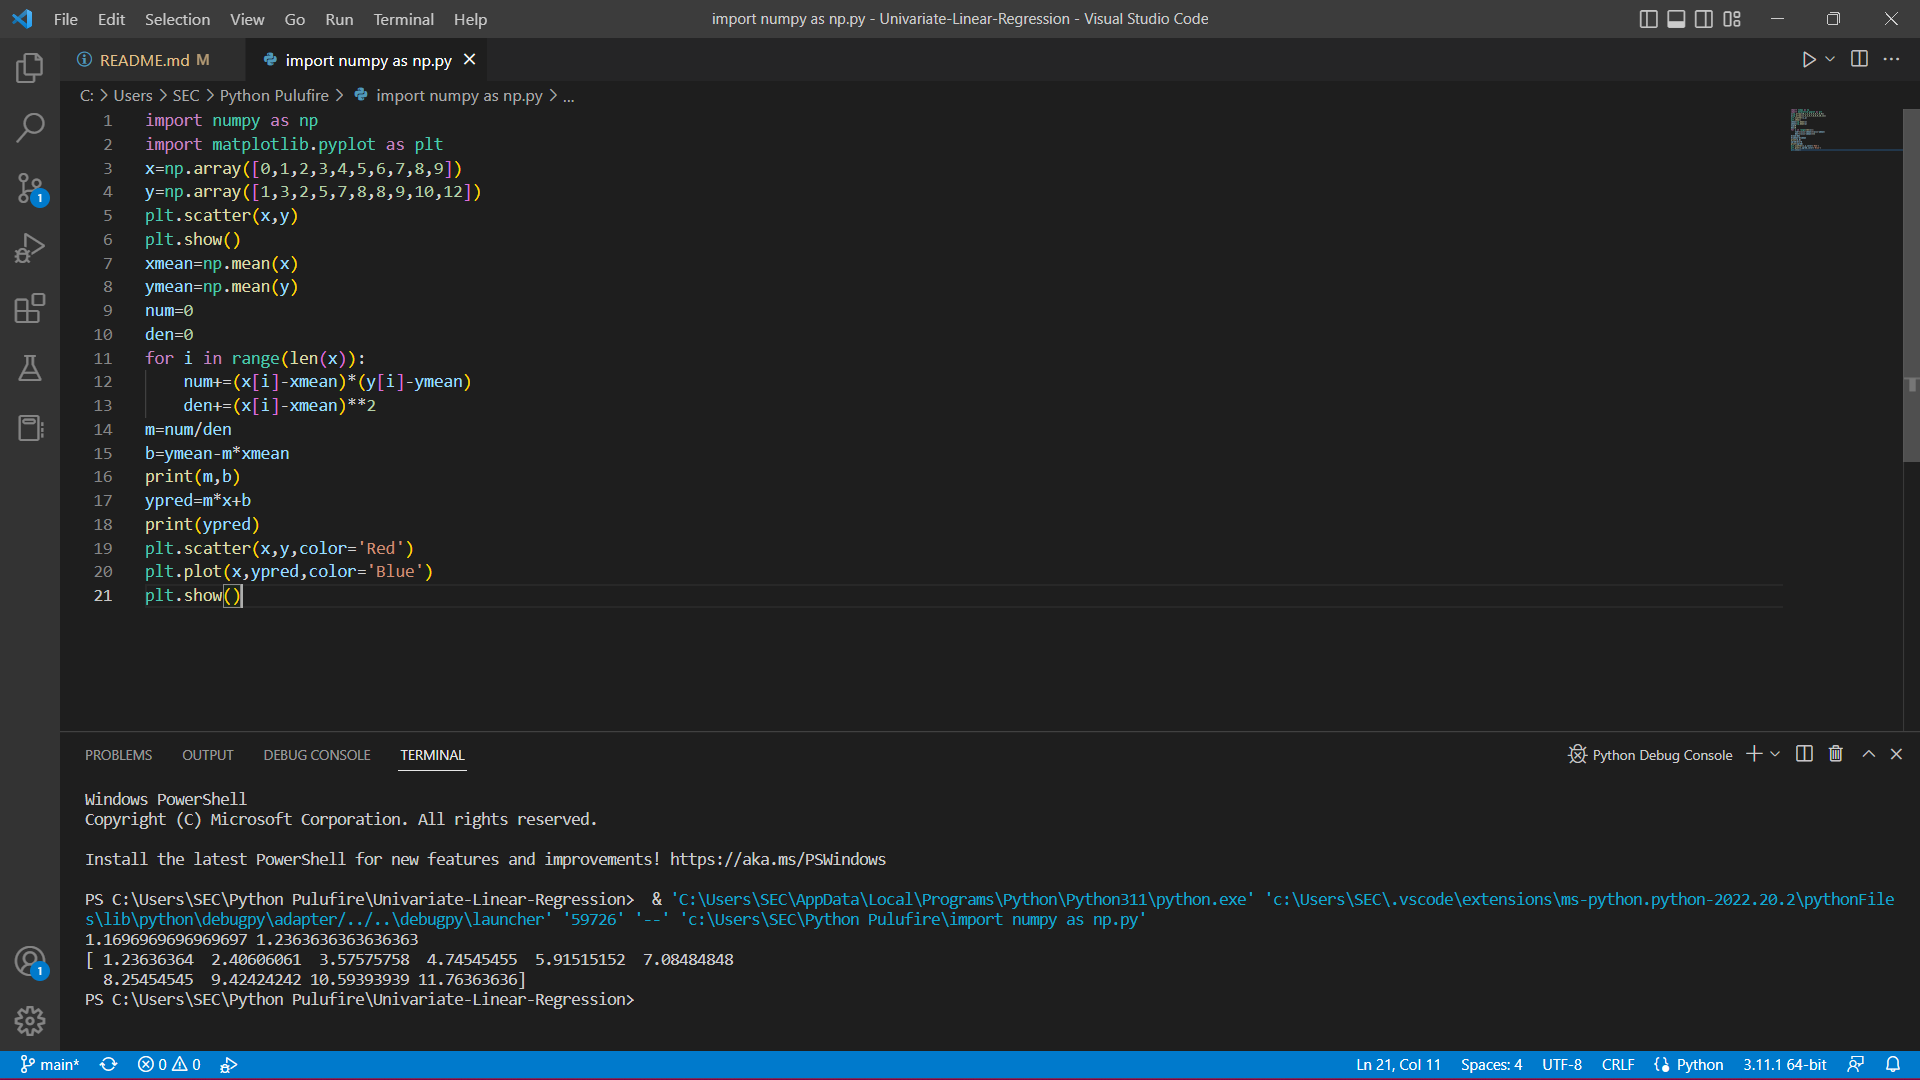 File Edit Selection View Go Run Terminal Help
import numpy as np.py - Univariate-Linear-Regression - Visual Studio Code
README.md M
import numpy as np.py
C: > Users > SEC > Python Pulufire > import numpy as np.py > ...
1 import numpy as np
2 import matplotlib.pyplot as plt
3 x=np.array([0,1,2,3,4,5,6,7,8,9])
4 y=np.array([1,3,2,5,7,8,8,9,10,12])
5 plt.scatter(x,y)
6 plt.show()
7 xmean=np.mean(x)
8 ymean=np.mean(y)
9 num=0
10 den=0
11 for i in range(len(x)):
12     num+=(x[i]-xmean)*(y[i]-ymean)
13     den+=(x[i]-xmean)**2
14 m=num/den
15 b=ymean-m*xmean
16 print(m,b)
17 ypred=m*x+b
18 print(ypred)
19 plt.scatter(x,y,color='Red')
20 plt.plot(x,ypred,color='Blue')
21 plt.show()
1
PROBLEMS OUTPUT DEBUG CONSOLE TERMINAL
Python Debug Console
Windows PowerShell
Copyright (C) Microsoft Corporation. All rights reserved.
Install the latest PowerShell for new features and improvements! https://aka.ms/PSWindows
PS C:\Users\SEC\Python Pulufire\Univariate-Linear-Regression>  & 'C:\Users\SEC\AppData\Local\Programs\Python\Python311\python.exe' 'c:\Users\SEC\.vscode\extensions\ms-python.python-2022.20.2\pythonFile
s\lib\python\debugpy\adapter/../..\debugpy\launcher' '59726' '--' 'c:\Users\SEC\Python Pulufire\import numpy as np.py'
1.1696969696969697 1.2363636363636363
[ 1.23636364  2.40606061  3.57575758  4.74545455  5.91515152  7.08484848
  8.25454545  9.42424242 10.59393939 11.76363636]
PS C:\Users\SEC\Python Pulufire\Univariate-Linear-Regression>
1
main* 0 0
Ln 21, Col 11 Spaces: 4 UTF-8 CRLF Python 3.11.1 64-bit